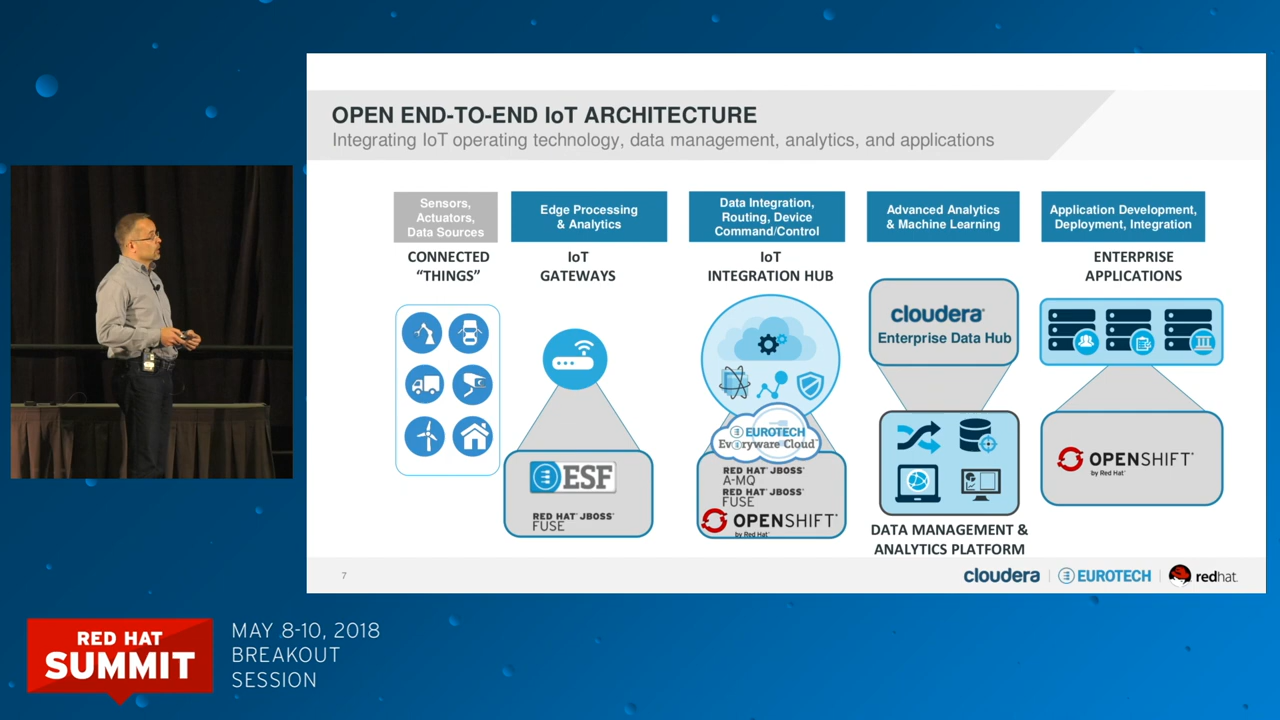 OPEN END-TO-END IoT ARCHITECTURE
Integrating IoT operating technology, data management, analytics, and applications
Sensors,
Actuators,
Data Sources
CONNECTED
“THINGS”
Edge Processing
& Analytics
IoT
GATEWAYS
ESF
RED HAT JBOSS
FUSE
Data Integration,
Routing, Device
Command/Control
IoT
INTEGRATION HUB
EUROTECH
Everyware Cloud™
RED HAT JBOSS
A-MQ
RED HAT JBOSS
FUSE
OPENSHIFT
by Red Hat
Advanced Analytics
& Machine Learning
cloudera
Enterprise Data Hub
DATA MANAGEMENT &
ANALYTICS PLATFORM
Application Development,
Deployment, Integration
ENTERPRISE
APPLICATIONS
OPENSHIFT
by Red Hat
7
cloudera
EUROTECH
redhat.
RED HAT
SUMMIT
MAY 8-10, 2018
BREAKOUT
SESSION